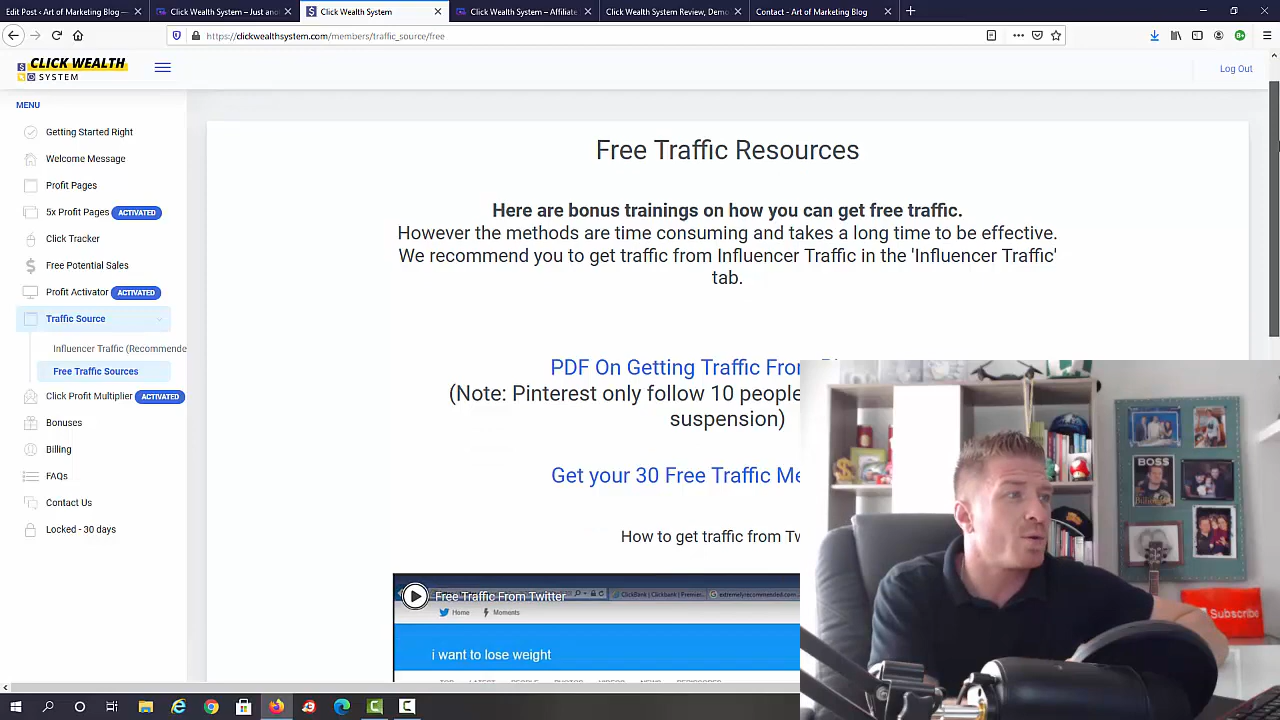 Edit Post ‹ Art of Marketing Blog —
Click Wealth System – Just anot
Click Wealth System
Click Wealth System – Affiliate
Click Wealth System Review, Demo
Contact - Art of Marketing Blog
https://clickwealthsystem.com/members/traffic_source/free
CLICK WEALTH
SYSTEM
Log Out
MENU
Getting Started Right
Welcome Message
Profit Pages
5x Profit Pages ACTIVATED
Click Tracker
Free Potential Sales
Profit Activator ACTIVATED
Traffic Source
Influencer Traffic (Recommende
Free Traffic Sources
Click Profit Multiplier ACTIVATED
Bonuses
Billing
FAQs
Contact Us
Locked - 30 days
Free Traffic Resources
Here are bonus trainings on how you can get free traffic.
However the methods are time consuming and takes a long time to be effective.
We recommend you to get traffic from Influencer Traffic in the 'Influencer Traffic'
tab.
PDF On Getting Traffic From
(Note: Pinterest only follow 10 people
suspension)
Get your 30 Free Traffic Me
How to get traffic from Tw
Free Traffic From Twitter
Home
Moments
i want to lose weight
BOSS
Subscribe